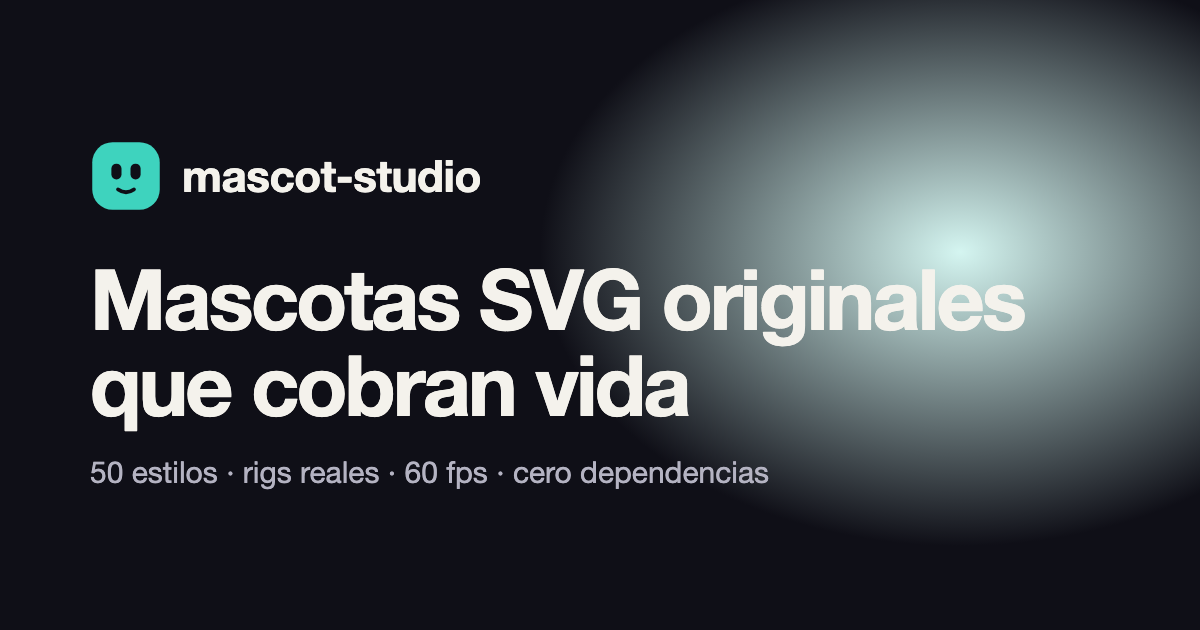 mascot-studio
Mascotas SVG originales
que cobran vida
50 estilos · rigs reales · 60 fps · cero dependencias